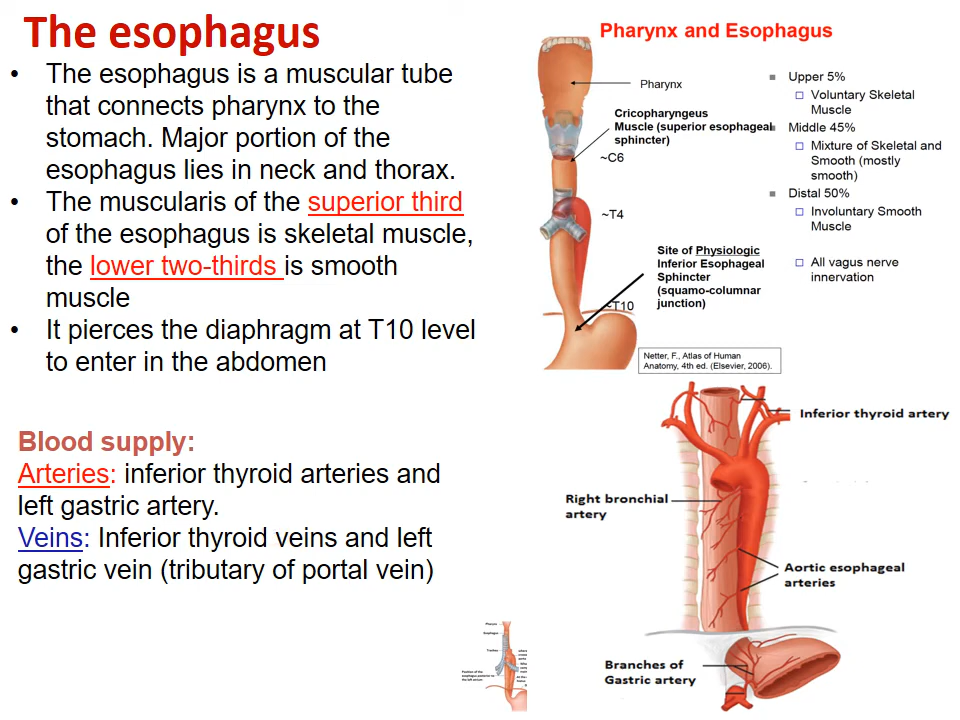 The esophagus
• The esophagus is a muscular tube
that connects pharynx to the
stomach. Major portion of the
esophagus lies in neck and thorax.
• The muscularis of the superior third
of the esophagus is skeletal muscle,
the lower two-thirds is smooth
muscle
• It pierces the diaphragm at T10 level
to enter in the abdomen
Blood supply:
Arteries: inferior thyroid arteries and
left gastric artery.
Veins: Inferior thyroid veins and left
gastric vein (tributary of portal vein)
Pharynx and Esophagus
Pharynx
Cricopharyngeus
Muscle (superior esophageal
sphincter)
~C6
~T4
Site of Physiologic
Inferior Esophageal
Sphincter
(squamo-columnar
junction)
~T10
Upper 5%
Voluntary Skeletal
Muscle
Middle 45%
Mixture of Skeletal and
Smooth (mostly
smooth)
Distal 50%
Involuntary Smooth
Muscle
All vagus nerve
innervation
Netter, F., Atlas of Human
Anatomy, 4th ed. (Elsevier, 2006).
Inferior thyroid artery
Right bronchial
artery
Aortic esophageal
arteries
Branches of
Gastric artery
Pharynx
Esophagus
Trachea